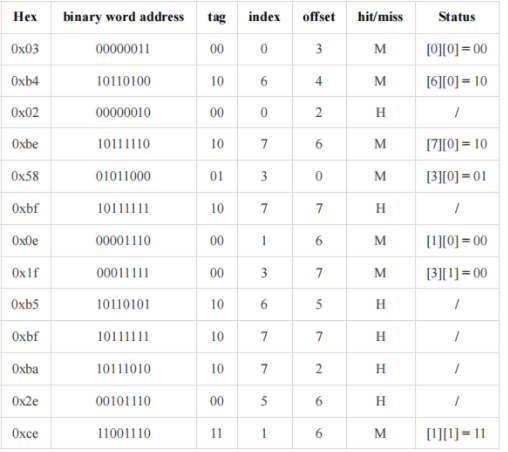 Hex binary word address tag index offset hit/miss Status
0x03 00000011 00 0 3 M [0][0] = 00
0xb4 10110100 10 6 4 M [6][0] = 10
0x02 00000010 00 0 2 H /
0xbe 10111110 10 7 6 M [7][0] = 10
0x58 01011000 01 3 0 M [3][0] = 01
0xbf 10111111 10 7 7 H /
0x0e 00001110 00 1 6 M [1][0] = 00
0x1f 00011111 00 3 7 M [3][1] = 00
0xb5 10110101 10 6 5 H /
0xbf 10111111 10 7 7 H /
0xba 10111010 10 7 2 H /
0x2e 00101110 00 5 6 H /
0xce 11001110 11 1 6 M [1][1] = 11